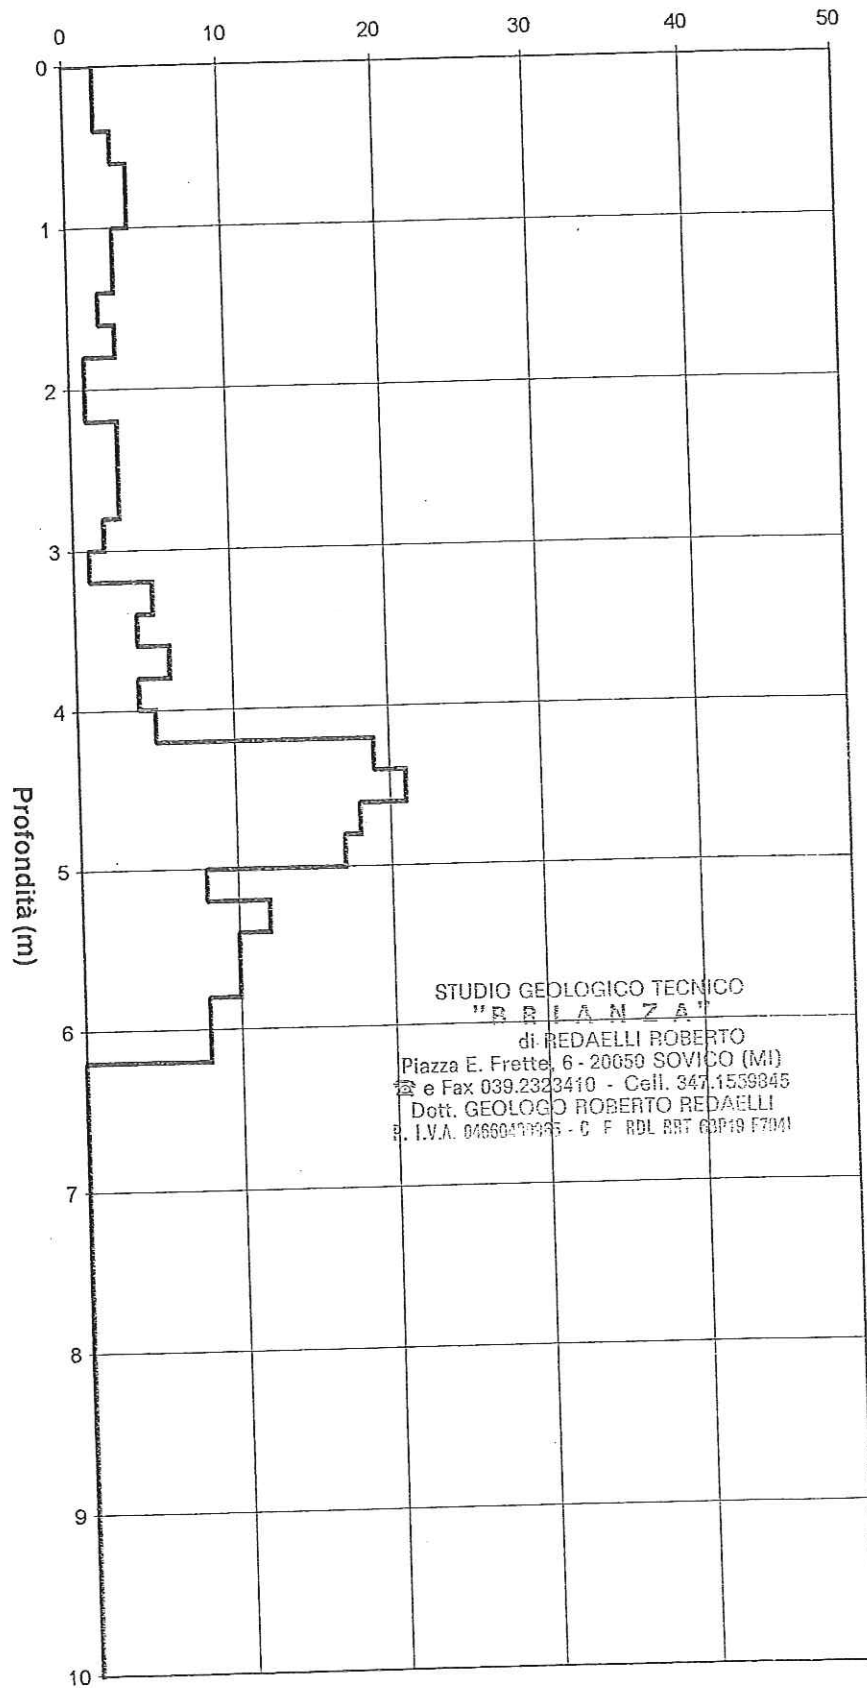 0 10 20 30 40 50
0
1
2
3
4
Profondità (m)
5
6
7
8
9
10
STUDIO GEOLOGICO TECNICO
"BRIANZA"
di REDAELLI ROBERTO
Piazza E. Frette, 6 - 20050 SOVICO (MI)
☎ e Fax 039.2323410 - Cell. 347.1559845
Dott. GEOLOGO ROBERTO REDAELLI
P. I.V.A. - C F RDL RRT